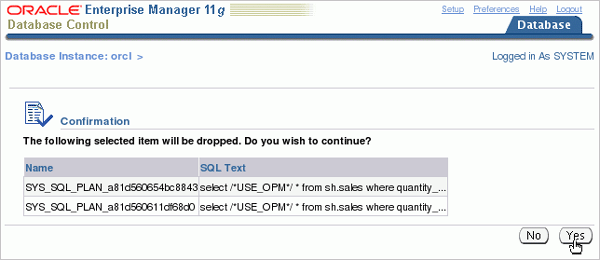 ORACLE Enterprise Manager 11g
Setup Preferences Help Logout
Database Control
Database
Database Instance: orcl >
Logged in As SYSTEM
Confirmation
The following selected item will be dropped. Do you wish to continue?
Name SQL Text
SYS_SQL_PLAN_a81d560654bc8843 select /*USE_OPM*/ * from sh.sales where quantity_...
SYS_SQL_PLAN_a81d560611df68d0 select /*USE_OPM*/ * from sh.sales where quantity_...
No Yes